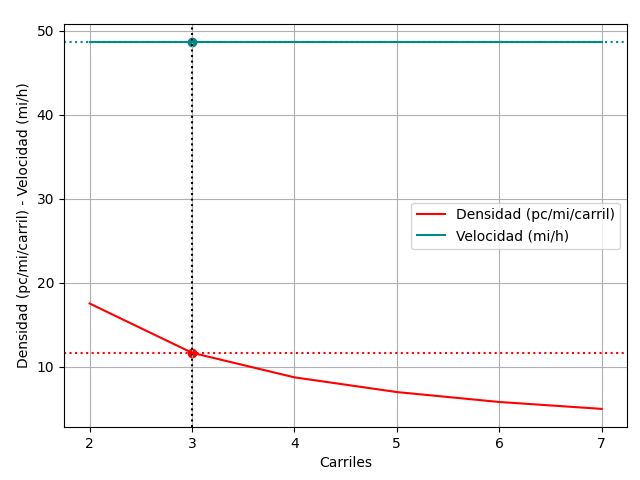 50
40
30
20
10
Densidad (pc/mi/carril) - Velocidad (mi/h)
Densidad (pc/mi/carril)
Velocidad (mi/h)
2 3 4 5 6 7
Carriles